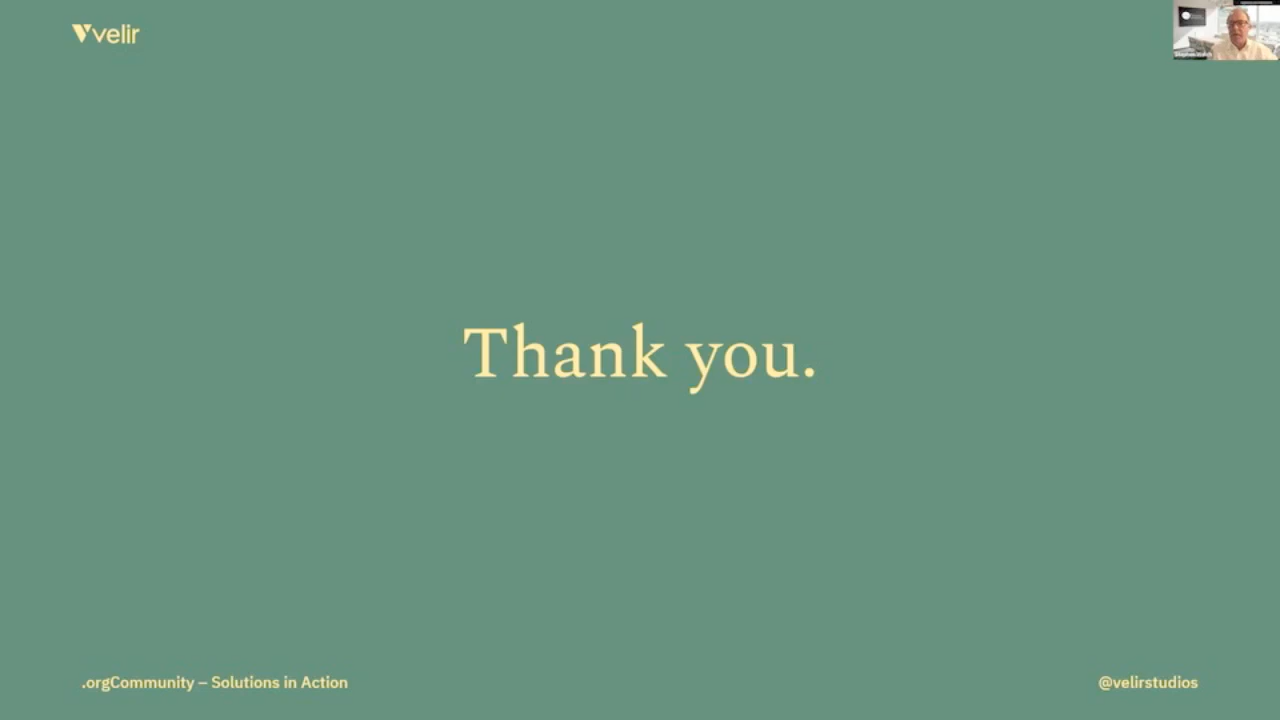 velir
Thank you.
.orgCommunity – Solutions in Action
@velirstudios